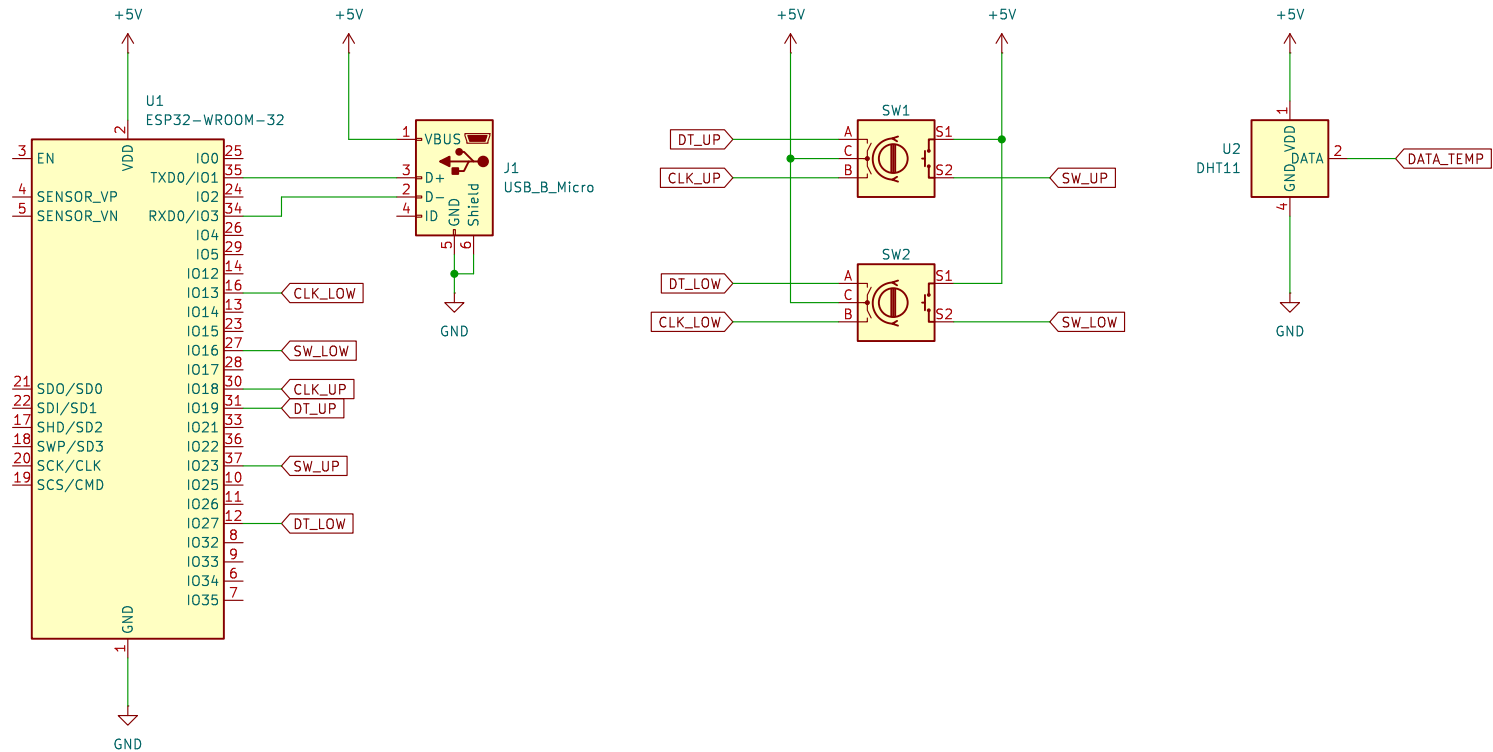 +5V
+5V
+5V
+5V
+5V
U1
ESP32-WROOM-32
2
VDD
3
EN
4
SENSOR_VP
5
SENSOR_VN
21
SDO/SD0
22
SDI/SD1
17
SHD/SD2
18
SWP/SD3
20
SCK/CLK
19
SCS/CMD
IO0
25
TXD0/IO1
35
IO2
24
RXD0/IO3
34
IO4
26
IO5
29
IO12
14
IO13
16
CLK_LOW
IO14
13
IO15
23
IO16
27
SW_LOW
IO17
28
IO18
30
CLK_UP
IO19
31
DT_UP
IO21
33
IO22
36
IO23
37
SW_UP
IO25
10
IO26
11
IO27
12
DT_LOW
IO32
8
IO33
9
IO34
6
IO35
7
GND
1
GND
1
VBUS
3
D+
2
D-
4
ID
GND
Shield
5
6
J1
USB_B_Micro
GND
SW1
DT_UP
A
S1
C
CLK_UP
B
S2
SW_UP
SW2
DT_LOW
A
S1
C
CLK_LOW
B
S2
SW_LOW
1
U2
DHT11
VDD
DATA
2
DATA_TEMP
GND
4
GND